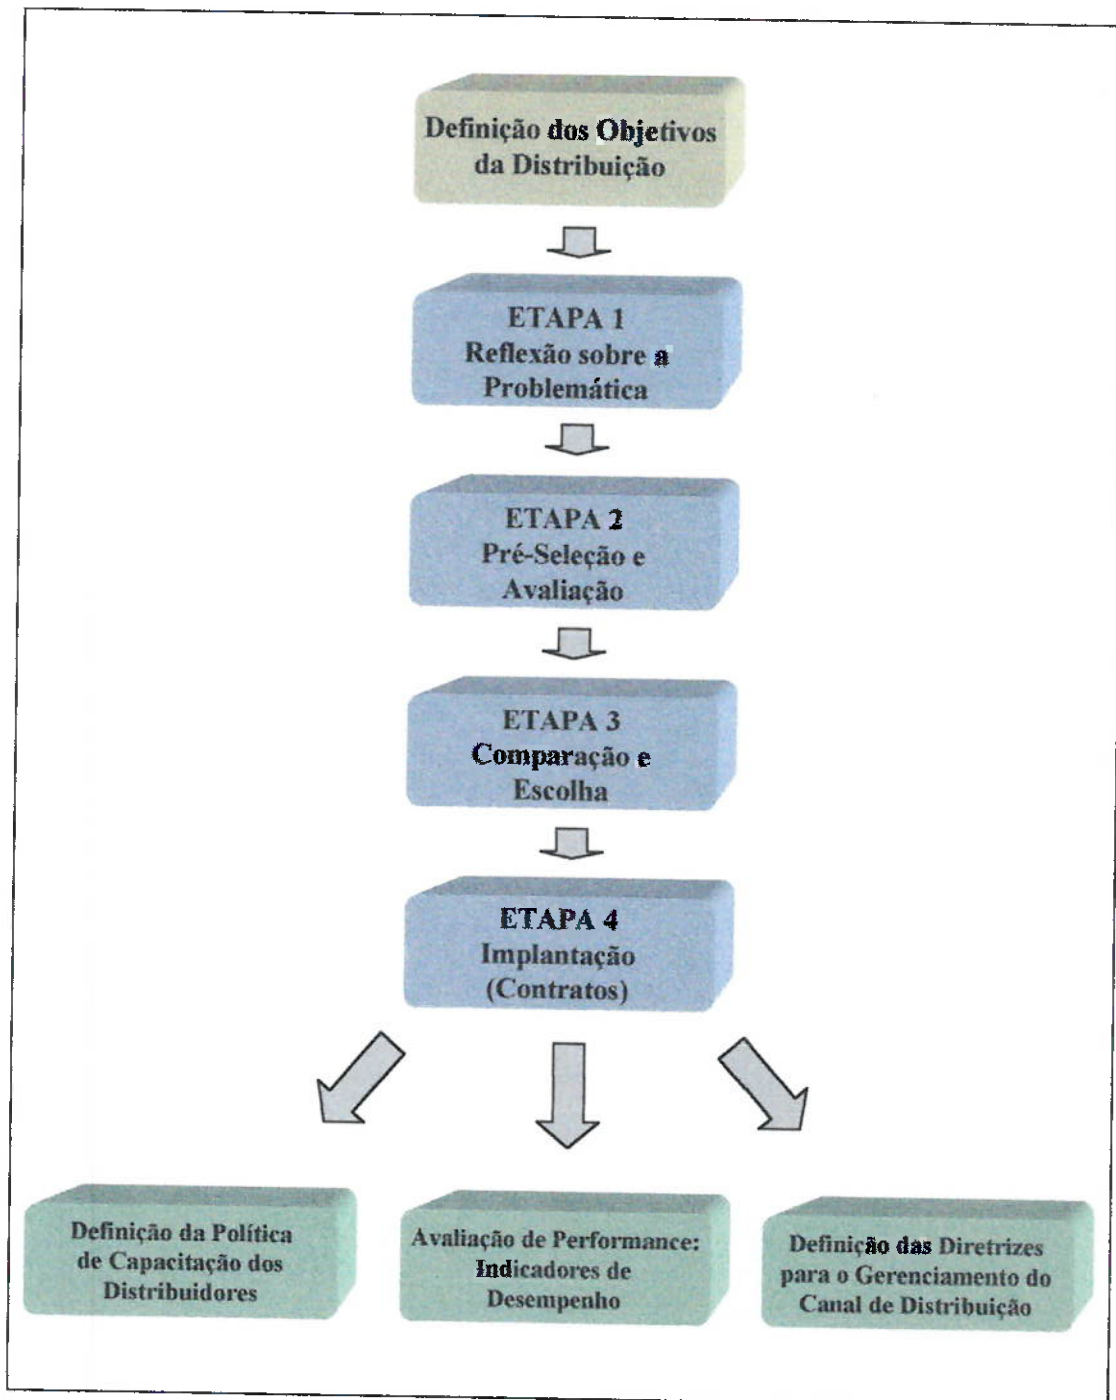 Definição dos Objetivos
da Distribuição
ETAPA 1
Reflexão sobre a
Problemática
ETAPA 2
Pré-Seleção e
Avaliação
ETAPA 3
Comparação e
Escolha
ETAPA 4
Implantação
(Contratos)
Definição da Política
de Capacitação dos
Distribuidores
Avaliação de Performance:
Indicadores de
Desempenho
Definição das Diretrizes
para o Gerenciamento do
Canal de Distribuição